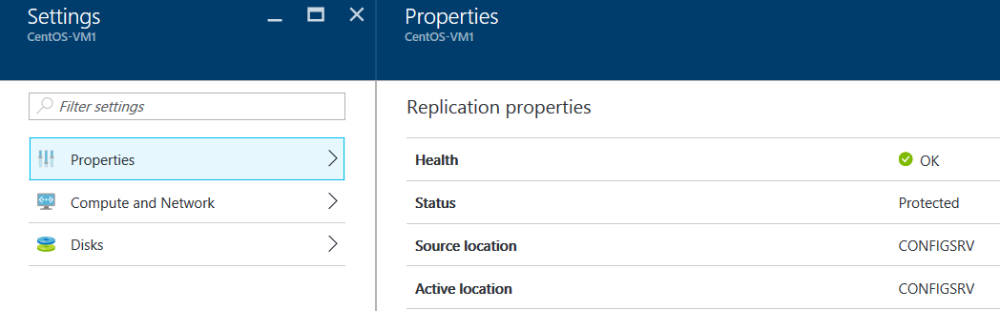 Settings
CentOS-VM1
Filter settings
Properties
Compute and Network
Disks
Properties
CentOS-VM1
Replication properties
Health OK
Status Protected
Source location CONFIGSRV
Active location CONFIGSRV